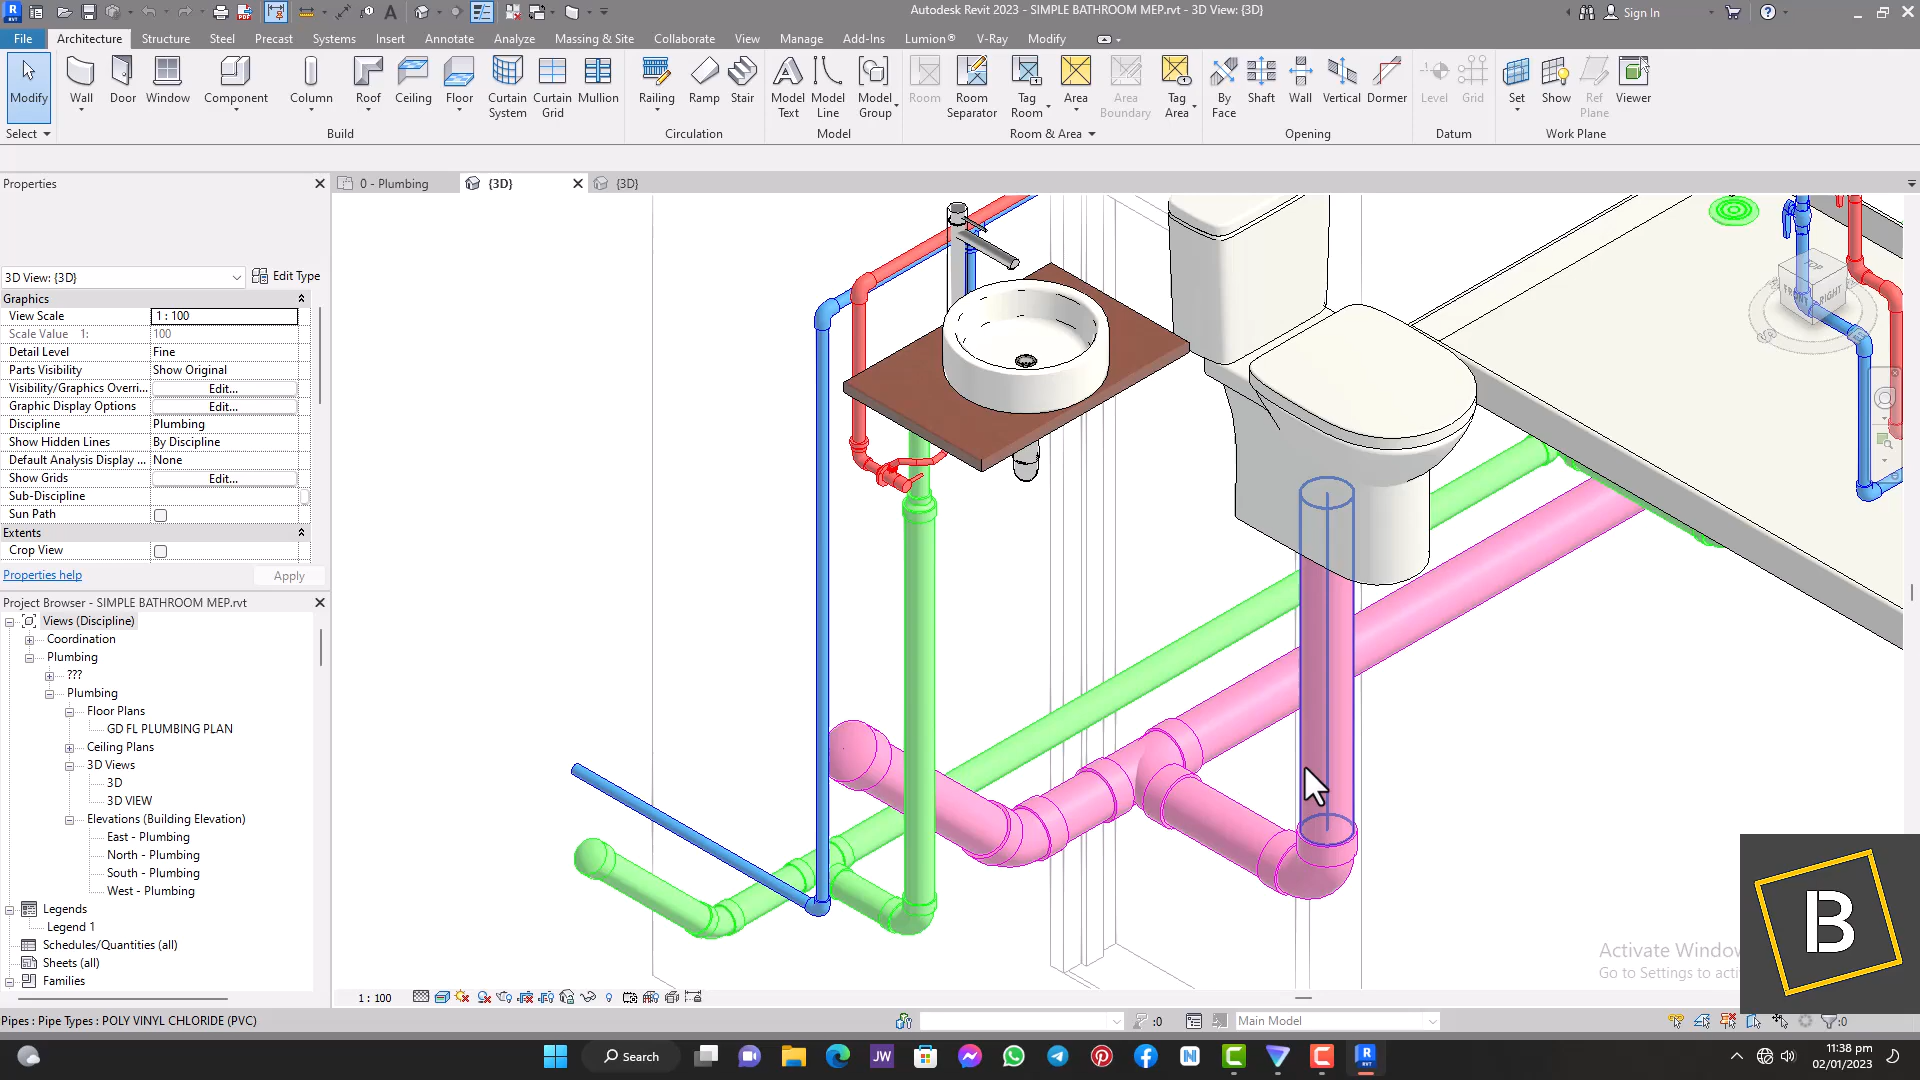 Autodesk Revit 2023 - SIMPLE BATHROOM MEP.rvt - 3D View: {3D}
Sign In
File Architecture Structure Steel Precast Systems Insert Annotate Analyze Massing & Site Collaborate View Manage Add-Ins Lumion® V-Ray Modify
Modify Wall Door Window Component Column Roof Ceiling Floor Curtain System Curtain Grid Mullion Railing Ramp Stair Model Text Model Line Model Group Room Room Separator Tag Room Area Area Boundary Tag Area By Face Shaft Wall Vertical Dormer Level Grid Set Show Ref Plane Viewer
Select Build Circulation Model Room & Area Opening Datum Work Plane
Properties
0 - Plumbing {3D} {3D}
3D View: {3D} Edit Type
Graphics
View Scale 1 : 100
Scale Value 1: 100
Detail Level Fine
Parts Visibility Show Original
Visibility/Graphics Overri... Edit...
Graphic Display Options Edit...
Discipline Plumbing
Show Hidden Lines By Discipline
Default Analysis Display ... None
Show Grids Edit...
Sub-Discipline
Sun Path
Extents
Crop View
Properties help Apply
Project Browser - SIMPLE BATHROOM MEP.rvt
Views (Discipline)
Coordination
Plumbing
???
Plumbing
Floor Plans
GD FL PLUMBING PLAN
Ceiling Plans
3D Views
3D
3D VIEW
Elevations (Building Elevation)
East - Plumbing
North - Plumbing
South - Plumbing
West - Plumbing
Legends
Legend 1
Schedules/Quantities (all)
Sheets (all)
Families
TOP
FRONT
RIGHT
Activate Window
Go to Settings to acti
B
1 : 100
Pipes : Pipe Types : POLY VINYL CHLORIDE (PVC)
:0
Main Model
:0
Search
JW
11:38 pm
02/01/2023